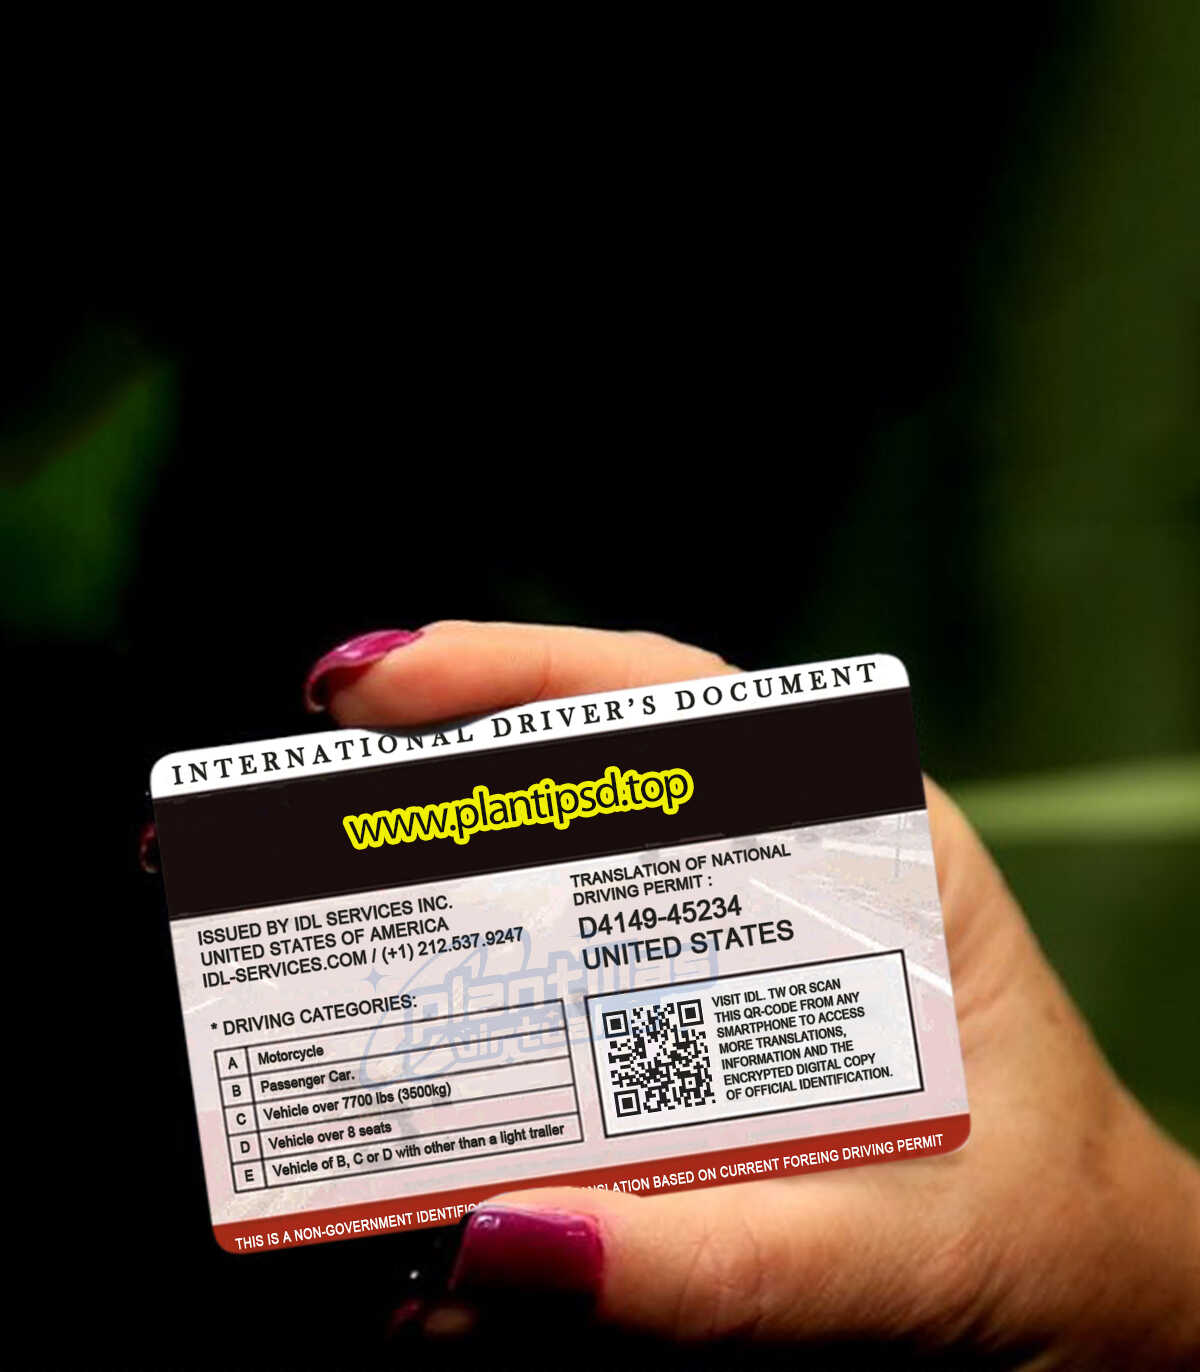 INTERNATIONAL DRIVER'S DOCUMENT
www.plantipsd.top
ISSUED BY IDL SERVICES INC.
UNITED STATES OF AMERICA
IDL-SERVICES.COM / (+1) 212.537.9247
* DRIVING CATEGORIES:
A Motorcycle
B Passenger Car.
C Vehicle over 7700 lbs (3500kg)
D Vehicle over 8 seats
E Vehicle of B, C or D with other than a light traller
TRANSLATION OF NATIONAL
DRIVING PERMIT :
D4149-45234
UNITED STATES
VISIT IDL. TW OR SCAN
THIS QR-CODE FROM ANY
SMARTPHONE TO ACCESS
MORE TRANSLATIONS,
INFORMATION AND THE
ENCRYPTED DIGITAL COPY
OF OFFICIAL IDENTIFICATION.
THIS IS A NON-GOVERNMENT BASED ON CURRENT FOREING DRIVING PERMIT